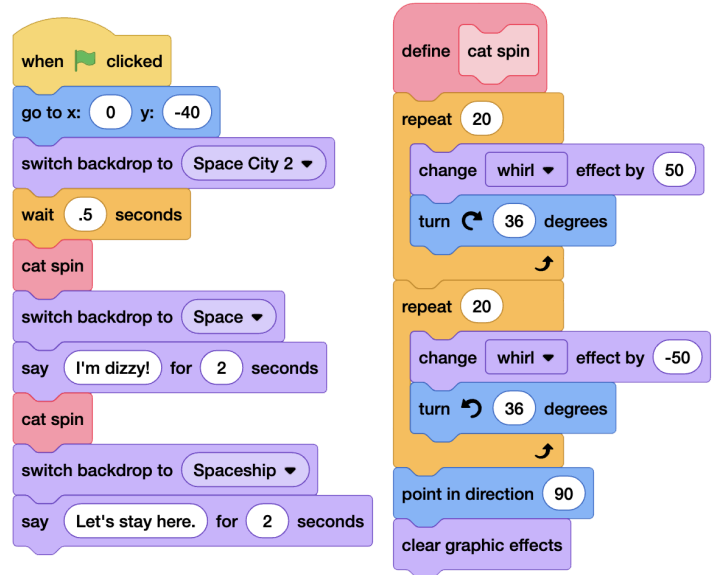 when clicked
go to x: 0 y: -40
switch backdrop to Space City 2
wait .5 seconds
cat spin
switch backdrop to Space
say I'm dizzy! for 2 seconds
cat spin
switch backdrop to Spaceship
say Let's stay here. for 2 seconds
define cat spin
repeat 20
change whirl effect by 50
turn 36 degrees
repeat 20
change whirl effect by -50
turn 36 degrees
point in direction 90
clear graphic effects